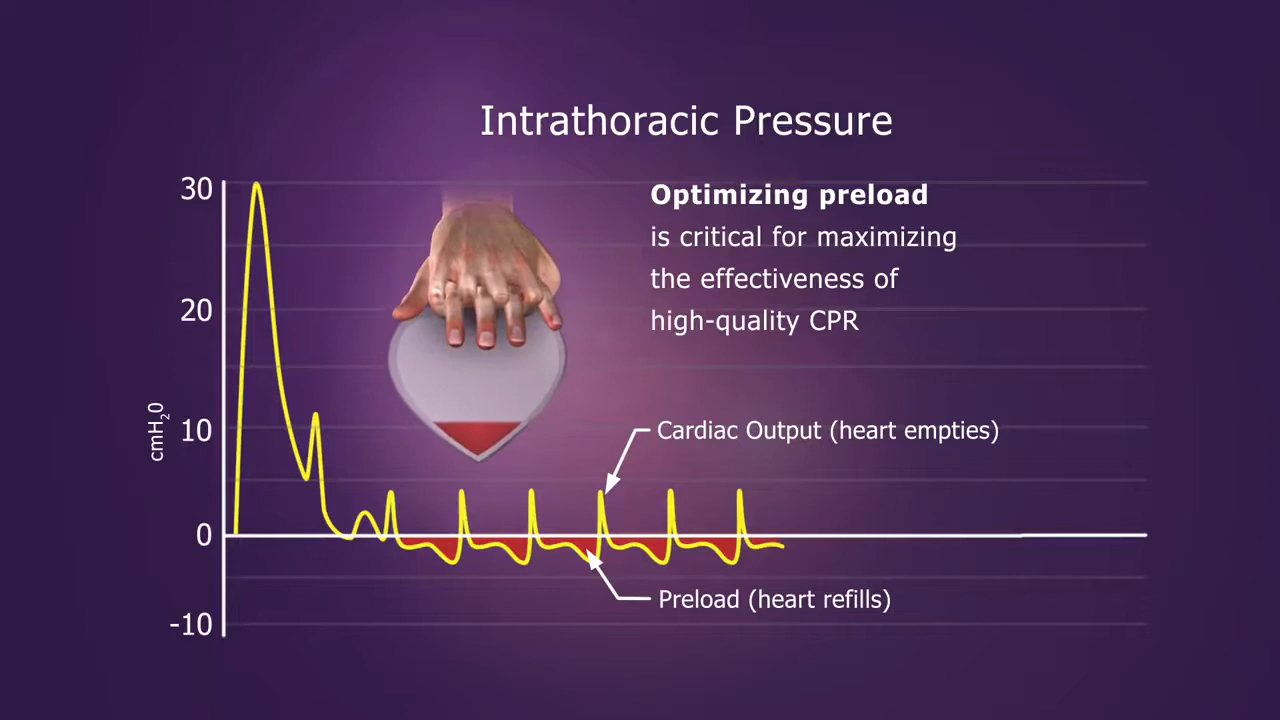 Intrathoracic Pressure
30
20
10
0
-10
cmH₂0
Optimizing preload
is critical for maximizing
the effectiveness of
high-quality CPR
Cardiac Output (heart empties)
Preload (heart refills)